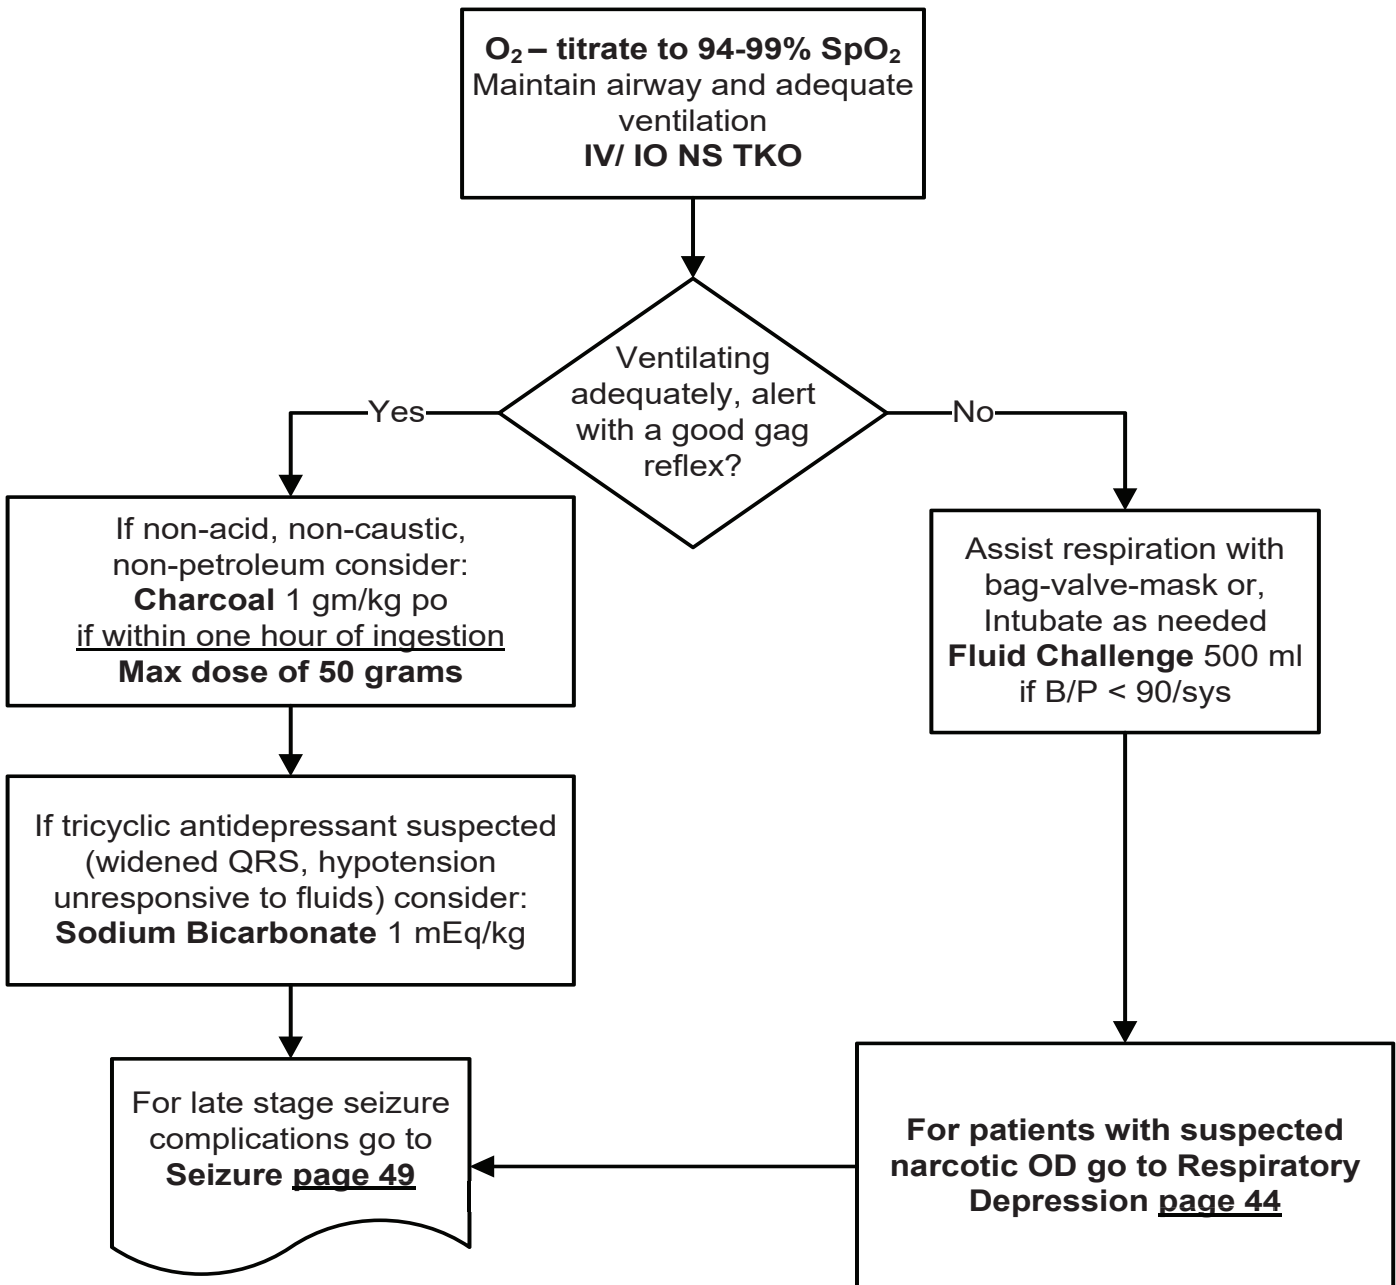 O₂ – titrate to 94-99% SpO₂
Maintain airway and adequate
ventilation
IV/ IO NS TKO
Ventilating
adequately, alert
with a good gag
reflex?
Yes
No
If non-acid, non-caustic,
non-petroleum consider:
Charcoal 1 gm/kg po
if within one hour of ingestion
Max dose of 50 grams
Assist respiration with
bag-valve-mask or,
Intubate as needed
Fluid Challenge 500 ml
if B/P < 90/sys
If tricyclic antidepressant suspected
(widened QRS, hypotension
unresponsive to fluids) consider:
Sodium Bicarbonate 1 mEq/kg
For late stage seizure
complications go to
Seizure page 49
For patients with suspected
narcotic OD go to Respiratory
Depression page 44